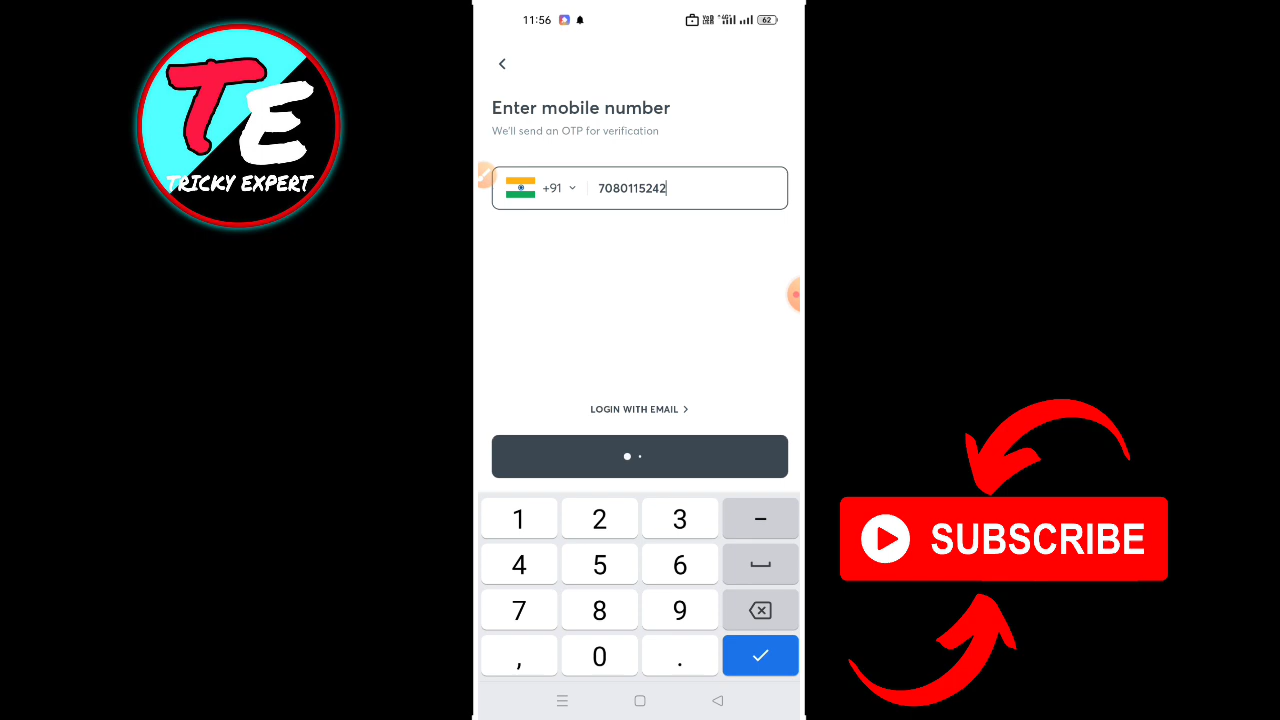 TE
TRICKY EXPERT
11:56
62
Enter mobile number
We'll send an OTP for verification
+91 7080115242
LOGIN WITH EMAIL >
1 2 3 −
4 5 6
7 8 9
, 0 .
SUBSCRIBE